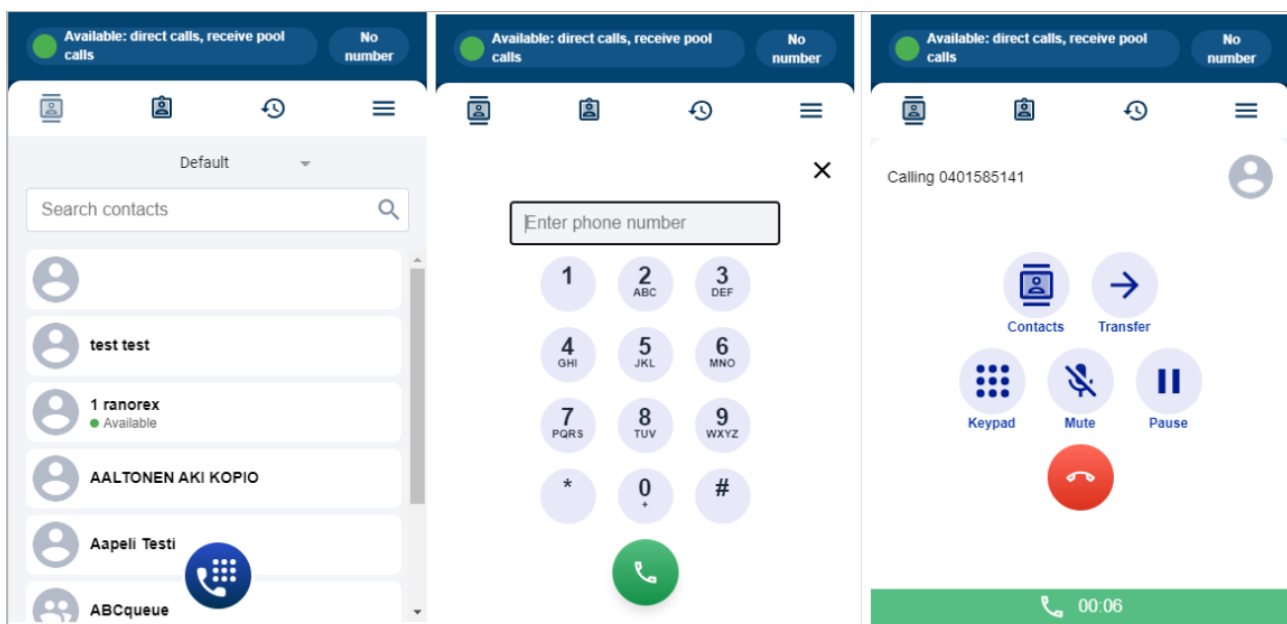 Available: direct calls, receive pool
calls
No
number
Default
Search contacts
test test
1 ranorex
Available
AALTONEN AKI KOPIO
Aapeli Testi
ABCqueue
Available: direct calls, receive pool
calls
No
number
Enter phone number
1
2
ABC
3
DEF
4
GHI
5
JKL
6
MNO
7
PQRS
8
TUV
9
WXYZ
*
0
+
#
Available: direct calls, receive pool
calls
No
number
Calling 0401585141
Contacts
Transfer
Keypad
Mute
Pause
00:06